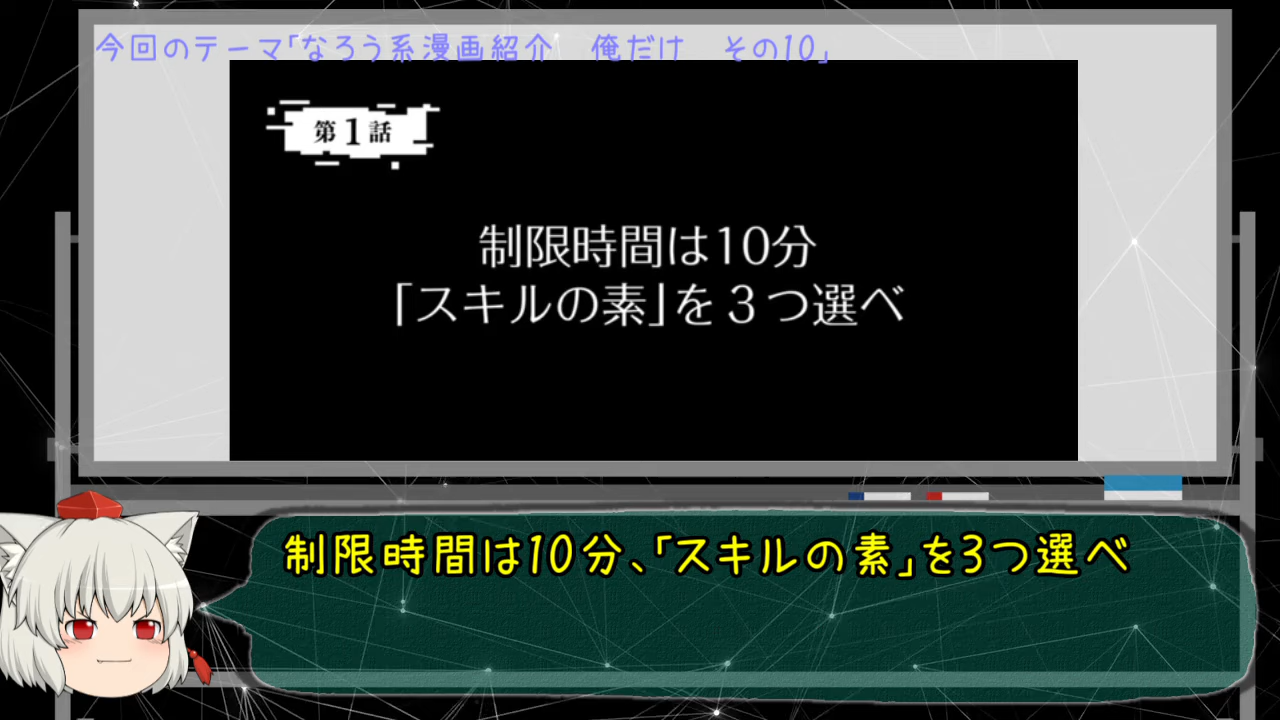 今回のテーマ「なろう系漫画紹介　俺だけ　その10」
第1話
制限時間は10分
「スキルの素」を３つ選べ
制限時間は10分、「スキルの素」を3つ選べ